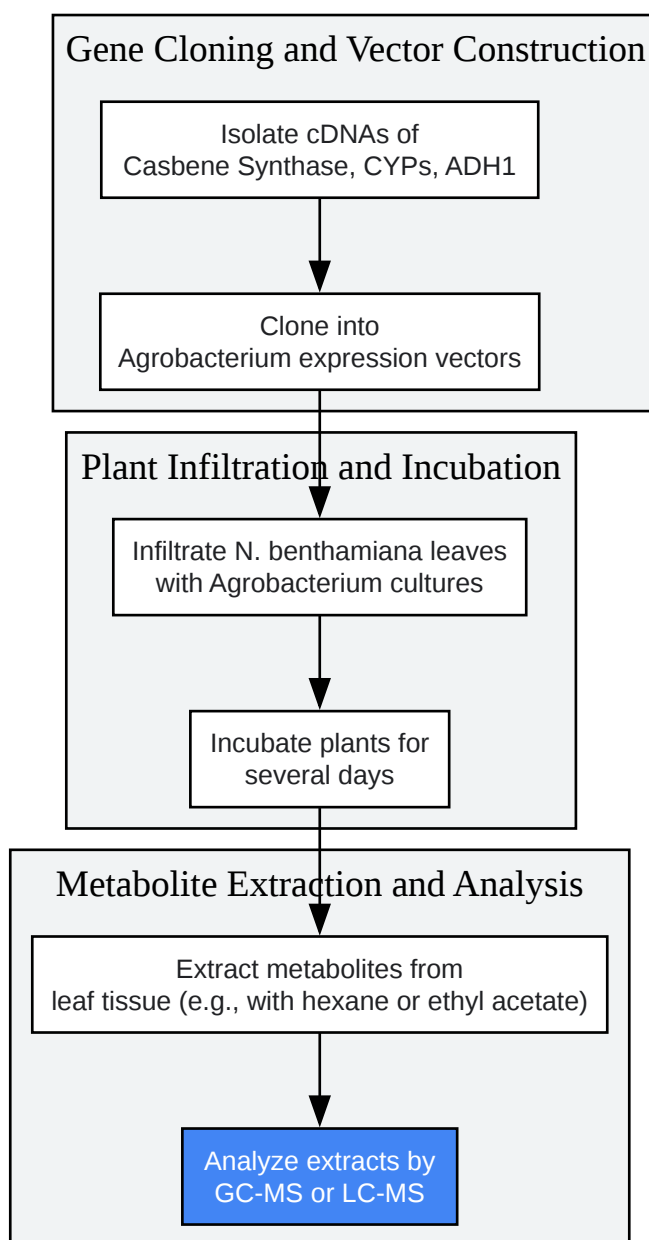 Gene Cloning and Vector Construction
Isolate cDNAs of
Casbene Synthase, CYPs, ADH1
Clone into
Agrobacterium expression vectors
Plant Infiltration and Incubation
Infiltrate N. benthamiana leaves
with Agrobacterium cultures
Incubate plants for
several days
Metabolite Extraction and Analysis
Extract metabolites from
leaf tissue (e.g., with hexane or ethyl acetate)
Analyze extracts by
GC-MS or LC-MS